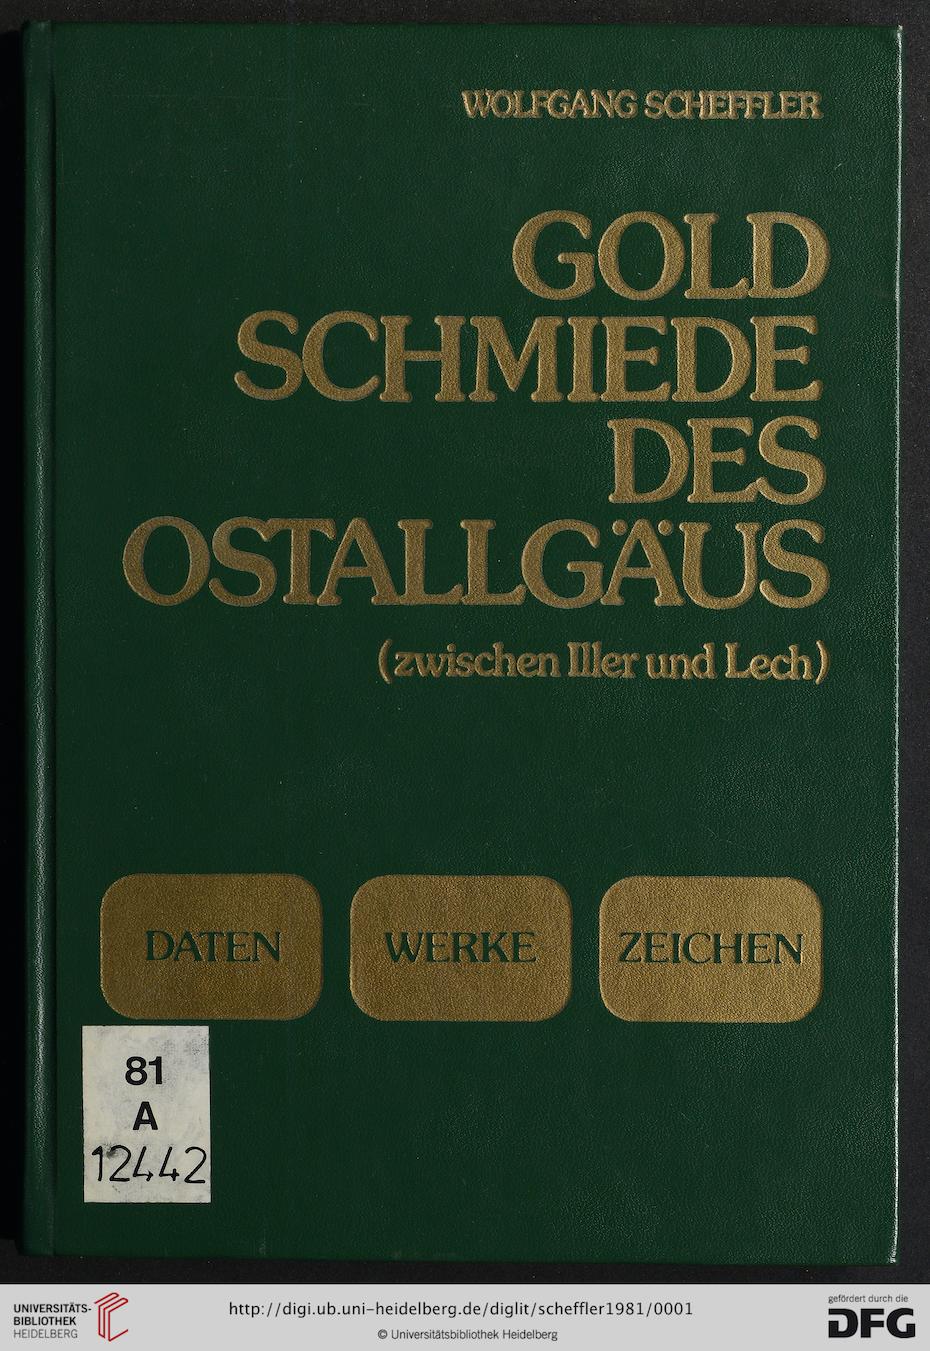 WOLFGANG SCHEFFLER
GOLD
SCHMIEDE
DES
OSTALLGÄUS
(zwischen Iller und Lech)
DATEN
WERKE
ZEICHEN
81
A
12442
UNIVERSITÄTS-
BIBLIOTHEK
HEIDELBERG
http://digi.ub.uni-heidelberg.de/diglit/scheffler1981/0001
© Universitätsbibliothek Heidelberg
gefördert durch die
DFG